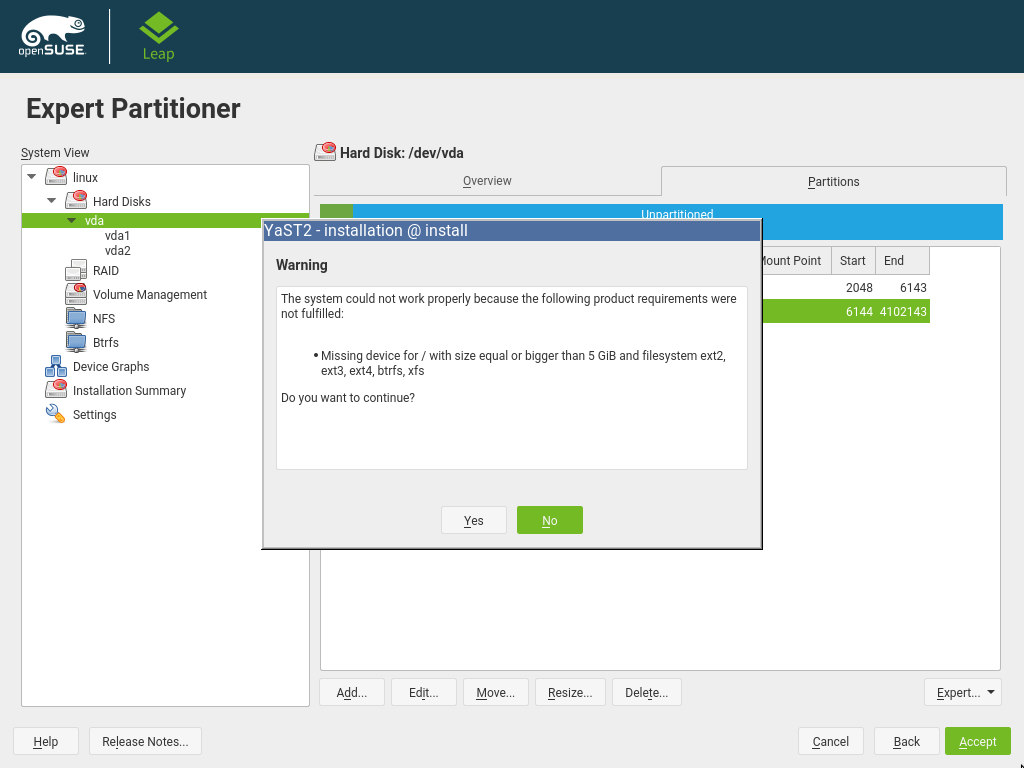 openSUSE
Leap
Expert Partitioner
System View
linux
Hard Disks
vda
vda1
vda2
RAID
Volume Management
NFS
Btrfs
Device Graphs
Installation Summary
Settings
Hard Disk: /dev/vda
Overview
Partitions
Unpartitioned
Mount Point Start End
2048 6143
6144 4102143
YaST2 - installation @ install
Warning
The system could not work properly because the following product requirements were
not fulfilled:
• Missing device for / with size equal or bigger than 5 GiB and filesystem ext2,
ext3, ext4, btrfs, xfs
Do you want to continue?
Yes No
Add... Edit... Move... Resize... Delete... Expert...
Help Release Notes... Cancel Back Accept